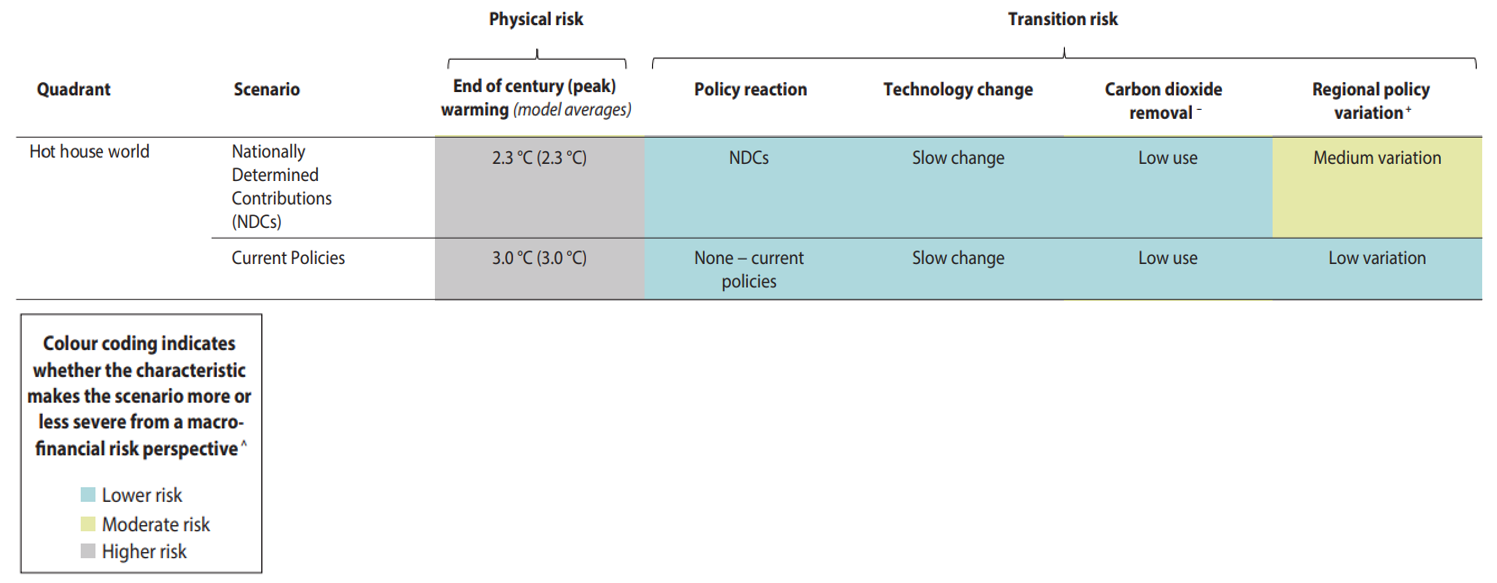 Physical risk
Transition risk
Quadrant
Scenario
End of century (peak)
warming (model averages)
Policy reaction
Technology change
Carbon dioxide
removal –
Regional policy
variation +
Hot house world
Nationally
Determined
Contributions
(NDCs)
2.3 °C (2.3 °C)
NDCs
Slow change
Low use
Medium variation
Current Policies
3.0 °C (3.0 °C)
None – current
policies
Slow change
Low use
Low variation
Colour coding indicates
whether the characteristic
makes the scenario more or
less severe from a macro-
financial risk perspective ^
Lower risk
Moderate risk
Higher risk